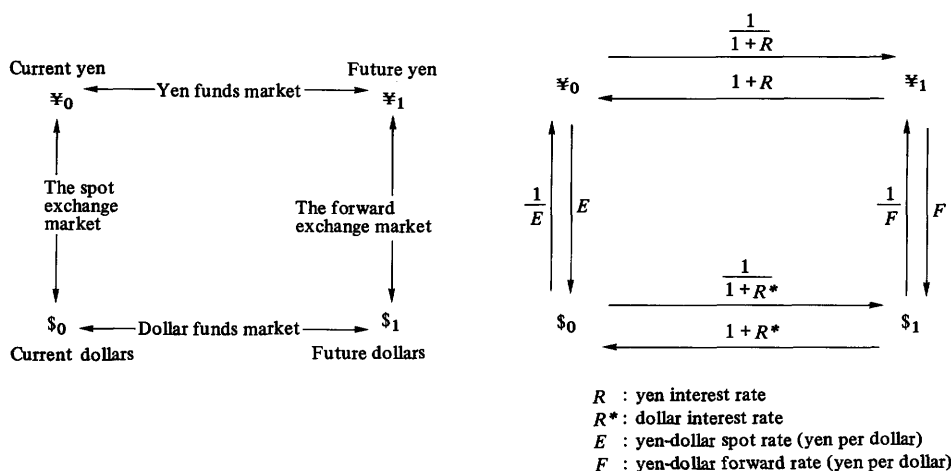 Current yen
¥0
Yen funds market
Future yen
¥1
The spot
exchange
market
The forward
exchange market
$0
Dollar funds market
$1
Current dollars
Future dollars
1
1 + R
¥0
1 + R
¥1
1
E
E
1
F
F
1
1 + R*
$0
1 + R*
$1
R : yen interest rate
R* : dollar interest rate
E : yen-dollar spot rate (yen per dollar)
F : yen-dollar forward rate (yen per dollar)